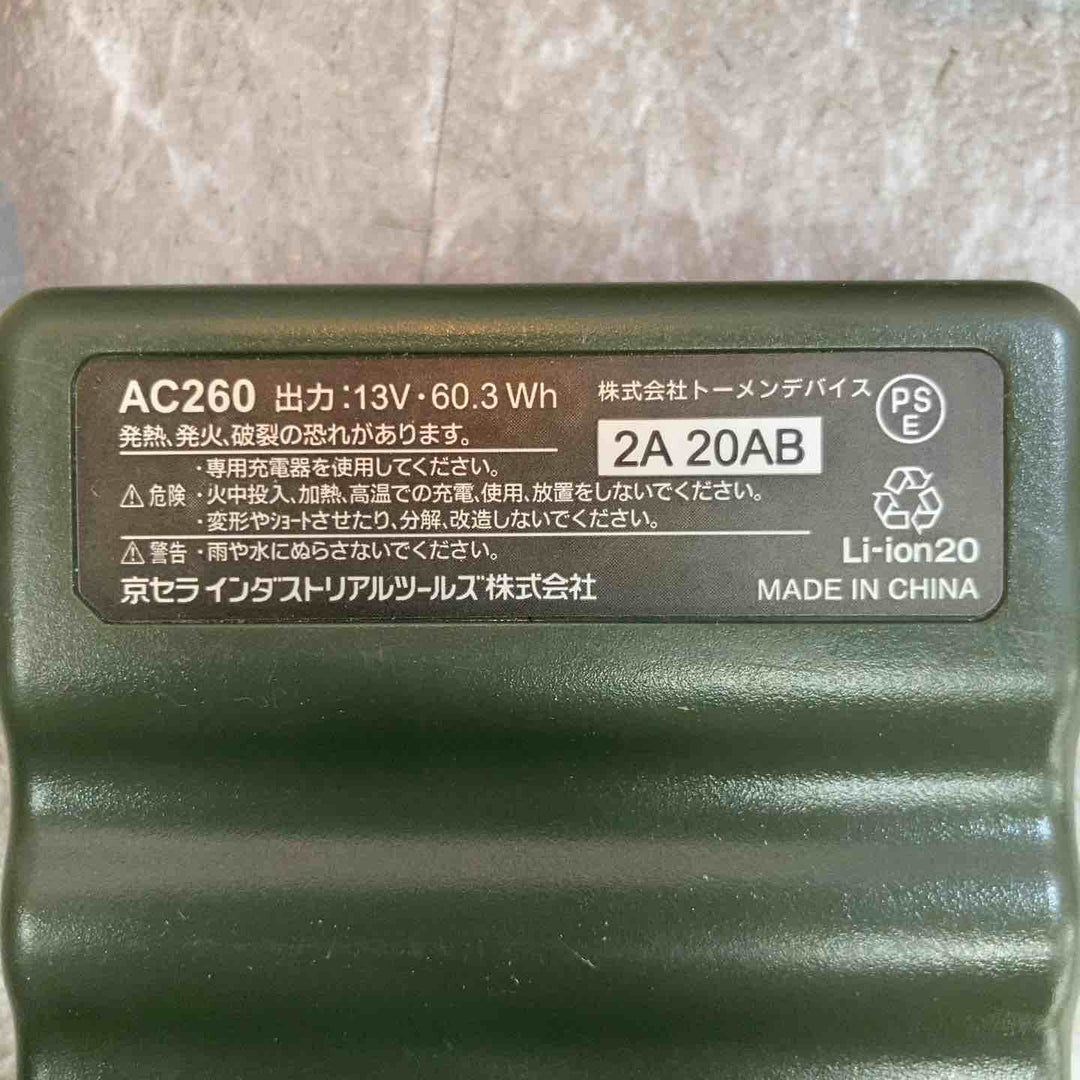 AC260 出力:13V・60.3 Wh
株式会社トーメンデバイス
PS
E
発熱、発火、破裂の恐れがあります。
2A 20AB
⚠危険
・専用充電器を使用してください。
・火中投入、加熱、高温での充電、使用、放置をしないでください。
・変形やｼｮｰﾄさせたり、分解、改造しないでください。
⚠警告 ・雨や水にぬらさないでください。
Li-ion20
京セラ インダストリアルツールズ株式会社
MADE IN CHINA